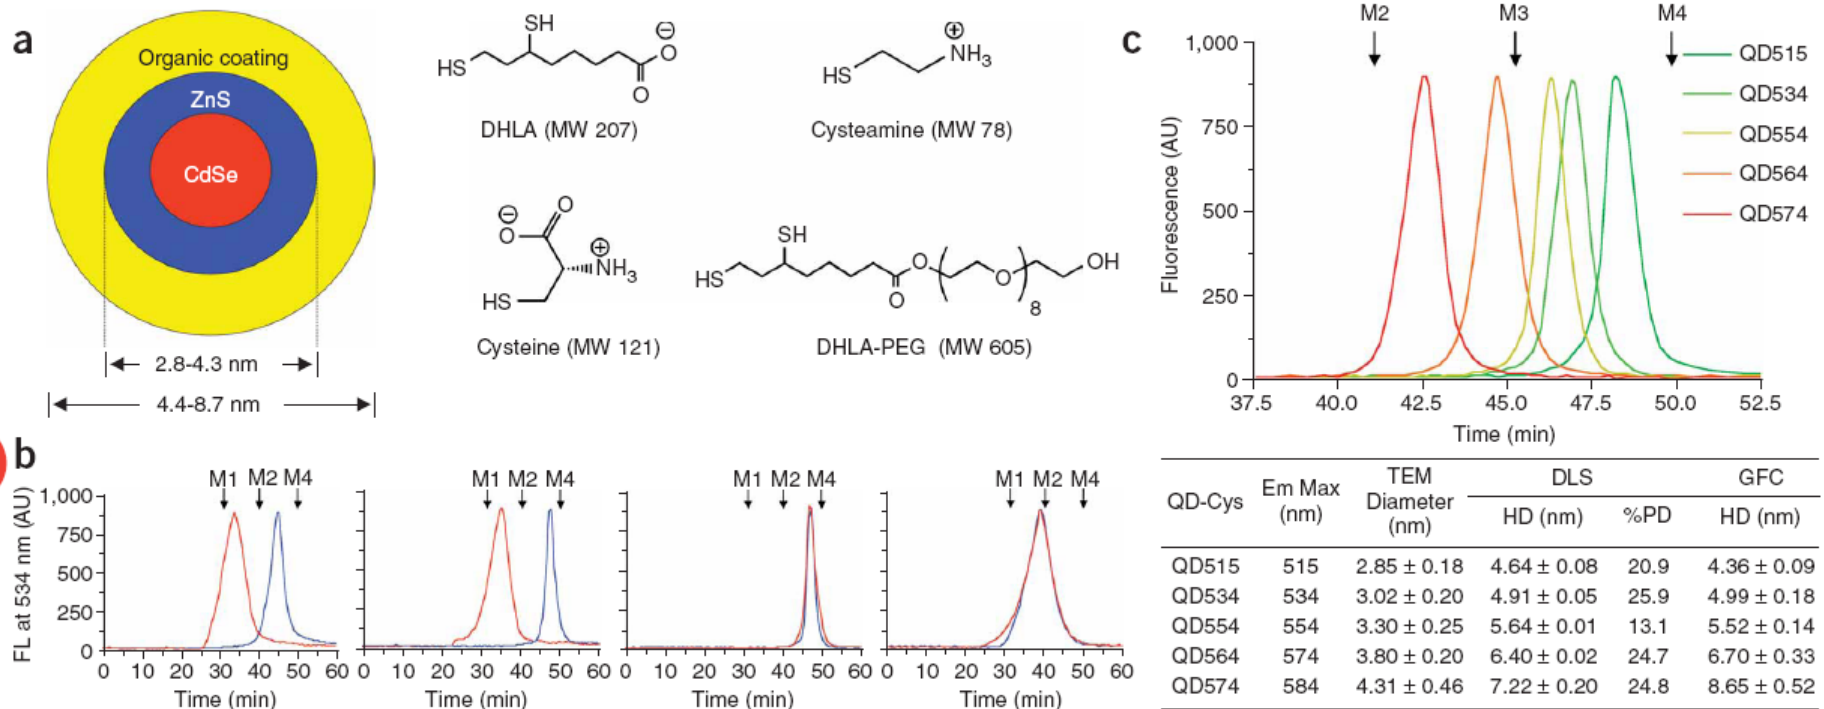 a
Organic coating
ZnS
CdSe
2.8-4.3 nm
4.4-8.7 nm
SH
HS
O
⊖
O
DHLA (MW 207)
HS
⊕
NH3
Cysteamine (MW 78)
⊖
O
O
⊕
NH3
HS
Cysteine (MW 121)
SH
HS
O
O
O
8
OH
DHLA-PEG (MW 605)
b
FL at 534 nm (AU)
1,000
750
500
250
0
M1 M2 M4
0 10 20 30 40 50 60
Time (min)
M1 M2 M4
0 10 20 30 40 50 60
Time (min)
M1 M2 M4
0 10 20 30 40 50 60
Time (min)
M1 M2 M4
0 10 20 30 40 50 60
Time (min)
c
M2 M3 M4
Fluorescence (AU)
1,000
750
500
250
0
37.5 40.0 42.5 45.0 47.5 50.0 52.5
Time (min)
QD515
QD534
QD554
QD564
QD574
QD-Cys Em Max (nm) TEM Diameter (nm) DLS GFC
HD (nm) %PD HD (nm)
QD515 515 2.85 ± 0.18 4.64 ± 0.08 20.9 4.36 ± 0.09
QD534 534 3.02 ± 0.20 4.91 ± 0.05 25.9 4.99 ± 0.18
QD554 554 3.30 ± 0.25 5.64 ± 0.01 13.1 5.52 ± 0.14
QD564 574 3.80 ± 0.20 6.40 ± 0.02 24.7 6.70 ± 0.33
QD574 584 4.31 ± 0.46 7.22 ± 0.20 24.8 8.65 ± 0.52